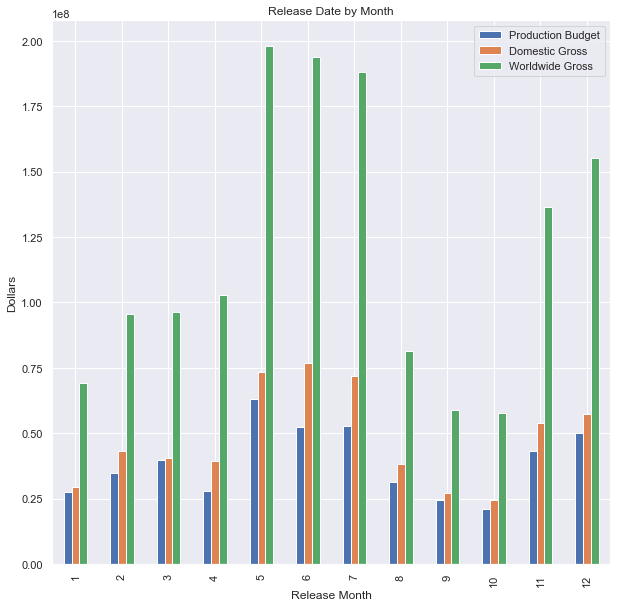 Release Date by Month
1e8
Production Budget
Domestic Gross
Worldwide Gross
2.00
1.75
1.50
1.25
1.00
0.75
0.50
0.25
0.00
Dollars
1 2 3 4 5 6 7 8 9 10 11 12
Release Month